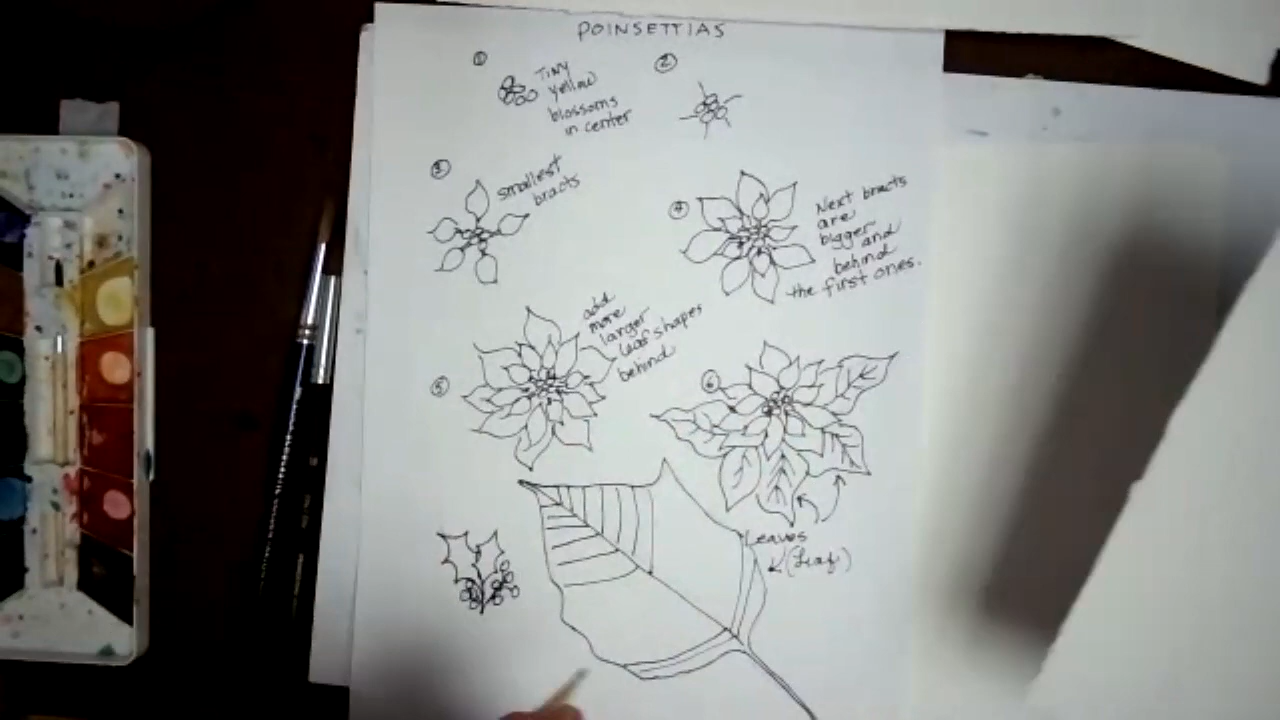 POINSETTIAS
①
Tiny
yellow
blossoms
in center
②
③
smallest
bracts
④
Next bracts
are
bigger
and
behind
the first ones.
⑤
add
more
larger
leaf shapes
behind
⑥
Leaves
(Leaf)